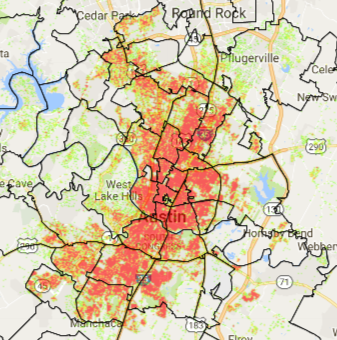 Cedar Park
Round Rock
Pflugerville
Cele
New Sw
290
e Cave
West
Lake Hills
Austin
130
Hornsby Bend
Webber
290
45
71
Manchaca
183
Elroy